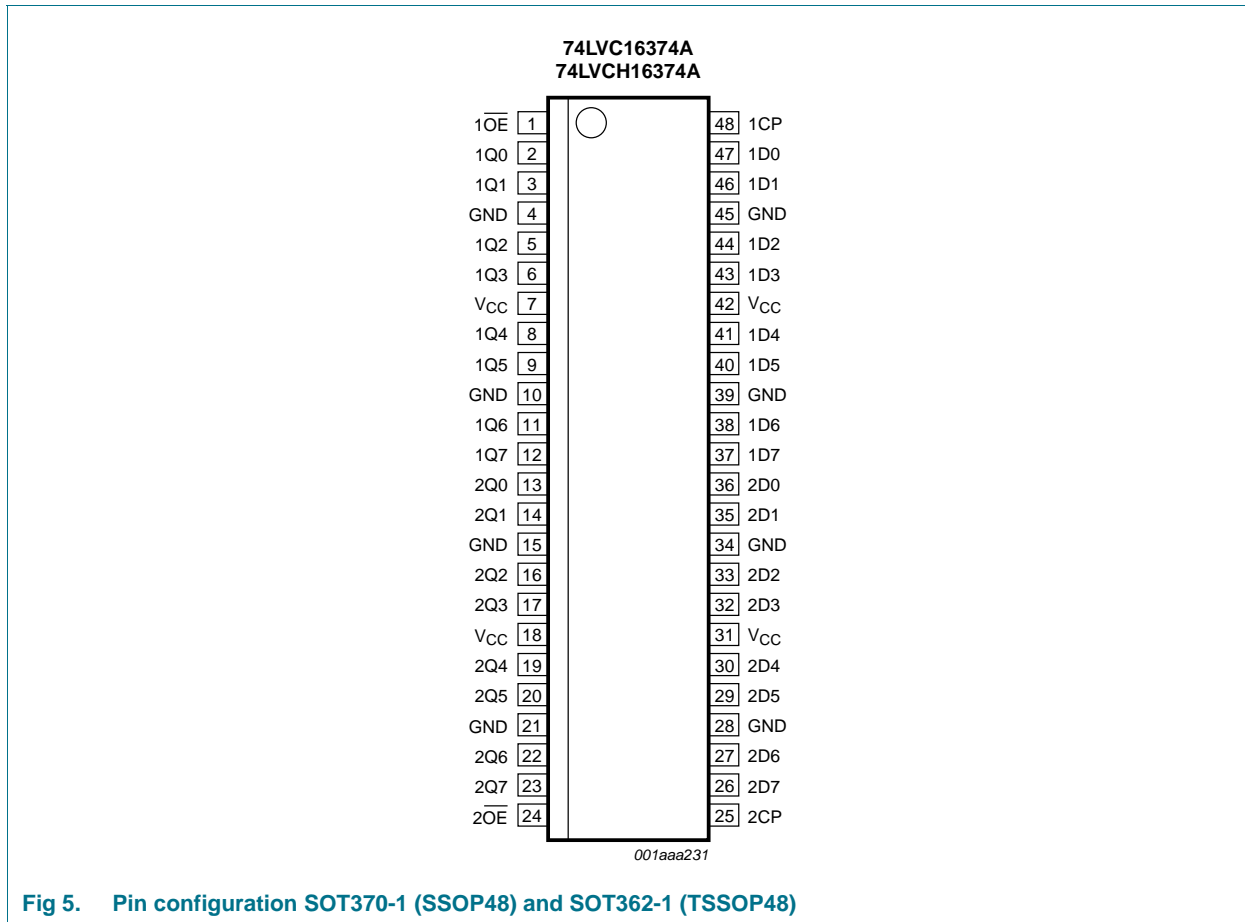 74LVC16374A
74LVCH16374A
1OE 1 48 1CP
1Q0 2 47 1D0
1Q1 3 46 1D1
GND 4 45 GND
1Q2 5 44 1D2
1Q3 6 43 1D3
VCC 7 42 VCC
1Q4 8 41 1D4
1Q5 9 40 1D5
GND 10 39 GND
1Q6 11 38 1D6
1Q7 12 37 1D7
2Q0 13 36 2D0
2Q1 14 35 2D1
GND 15 34 GND
2Q2 16 33 2D2
2Q3 17 32 2D3
VCC 18 31 VCC
2Q4 19 30 2D4
2Q5 20 29 2D5
GND 21 28 GND
2Q6 22 27 2D6
2Q7 23 26 2D7
2OE 24 25 2CP
001aaa231
Fig 5. Pin configuration SOT370-1 (SSOP48) and SOT362-1 (TSSOP48)